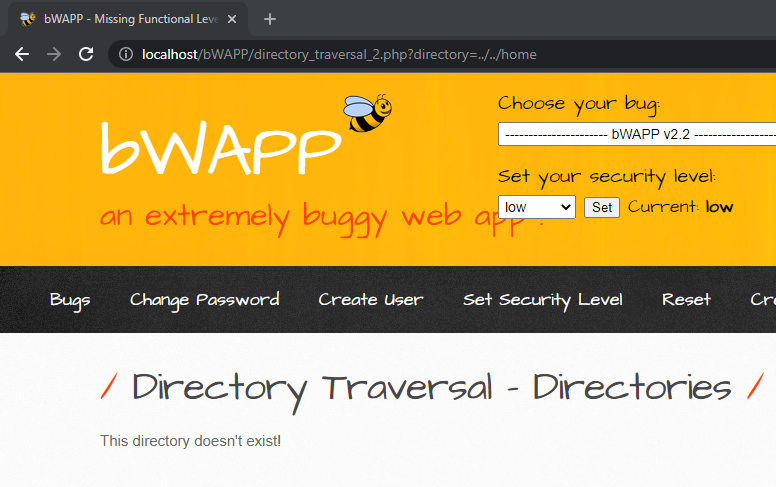 bWAPP - Missing Functional Leve
localhost/bWAPP/directory_traversal_2.php?directory=../../home
Choose your bug:
---------------------- bWAPP v2.2 -----------------
bWAPP
Set your security level:
an extremely buggy web app !
low Set Current: low
Bugs Change Password Create User Set Security Level Reset Cre
/ Directory Traversal - Directories /
This directory doesn't exist!